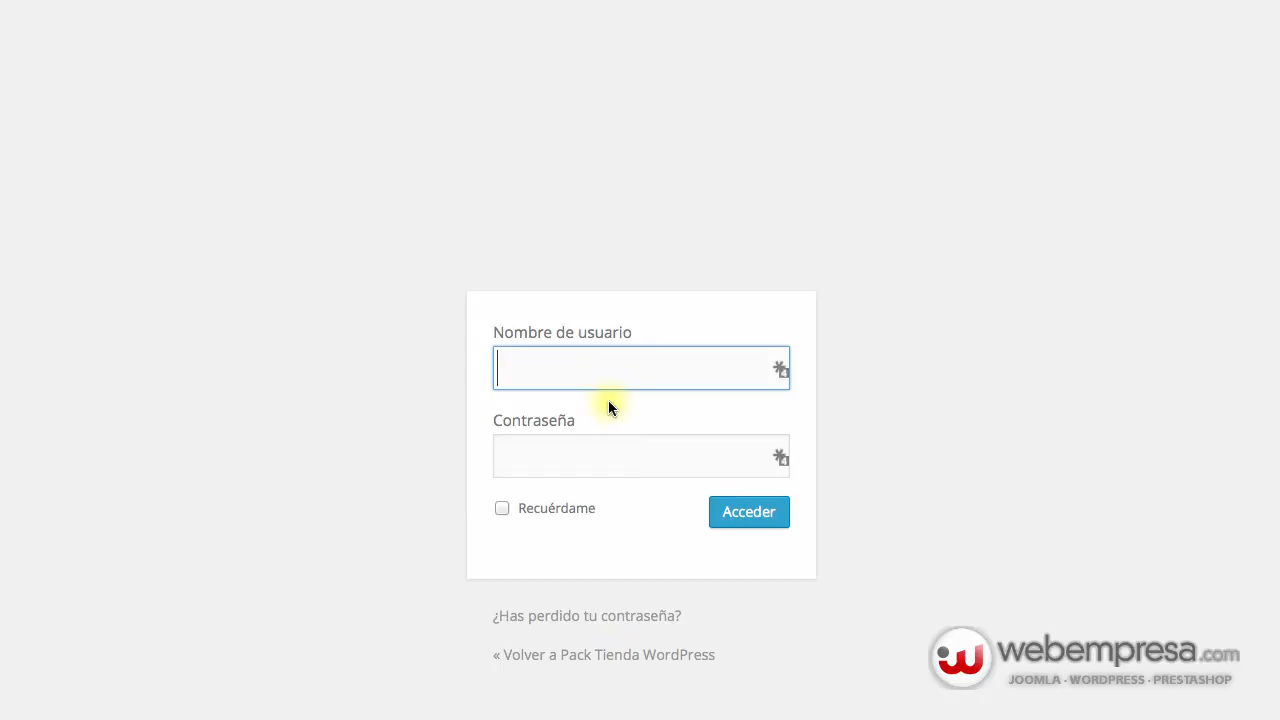 Nombre de usuario
Contraseña
Recuérdame
Acceder
¿Has perdido tu contraseña?
« Volver a Pack Tienda WordPress
webempresa.com
JOOMLA - WORDPRESS - PRESTASHOP